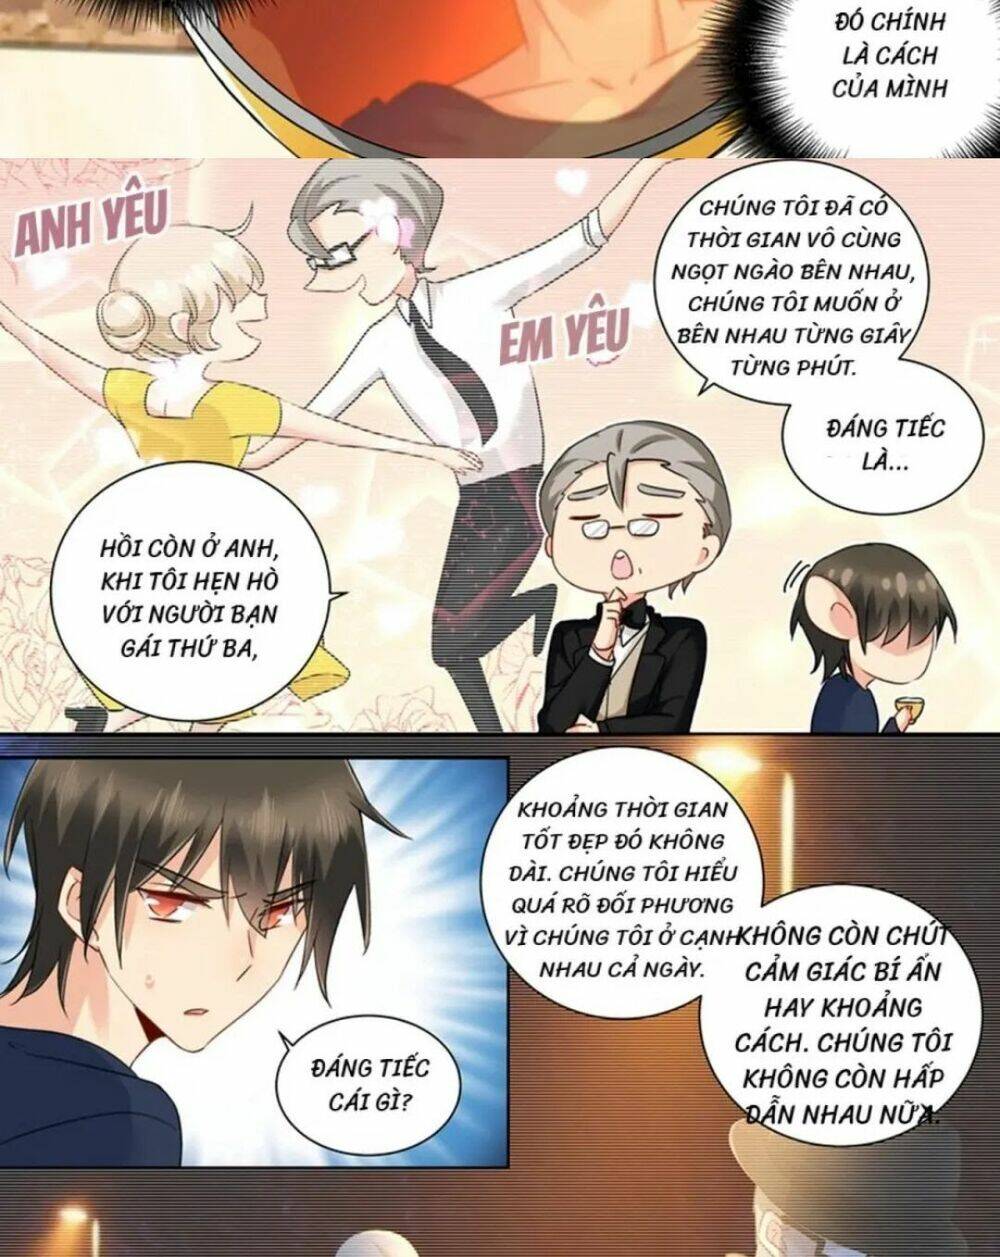 ĐÓ CHÍNH
LÀ CÁCH
CỦA MÌNH
ANH YÊU
EM YÊU
CHÚNG TÔI ĐÃ CÓ
THỜI GIAN VÔ CÙNG
NGỌT NGÀO BÊN NHAU,
CHÚNG TÔI MUỐN Ở
BÊN NHAU TỪNG GIÂY
TỪNG PHÚT.
ĐÁNG TIẾC
LÀ...
HỒI CÒN Ở ANH,
KHI TÔI HẸN HÒ
VỚI NGƯỜI BẠN
GÁI THỨ BA,
KHOẢNG THỜI GIAN
TỐT ĐẸP ĐÓ KHÔNG
DÀI. CHÚNG TÔI HIỂU
QUÁ RÕ ĐỐI PHƯƠNG
VÌ CHÚNG TÔI Ở CẠNH
NHAU CẢ NGÀY.
KHÔNG CÒN CHÚT
CẢM GIÁC BÍ ẨN
HAY KHOẢNG
CÁCH. CHÚNG TÔI
KHÔNG CÒN HẤP
DẪN NHAU NỮA.
ĐÁNG TIẾC
CÁI GÌ?